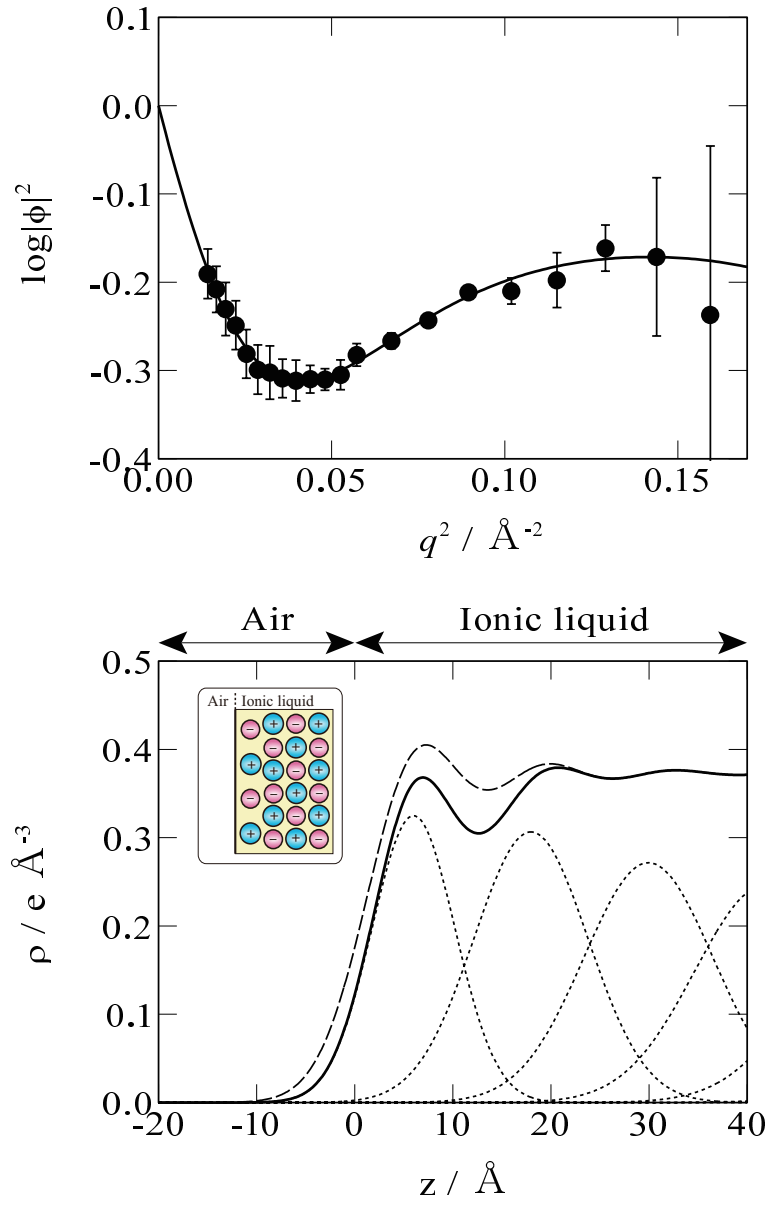 0.1
0.0
-0.1
-0.2
-0.3
-0.4
log|ϕ|²
0.00 0.05 0.10 0.15
q² / Å⁻²
Air Ionic liquid
0.5
0.4
0.3
0.2
0.1
0.0
ρ / e Å⁻³
Air Ionic liquid
- + - +
- + -
+ + - +
- - + -
+ - +
+ - + -
-20 -10 0 10 20 30 40
z / Å